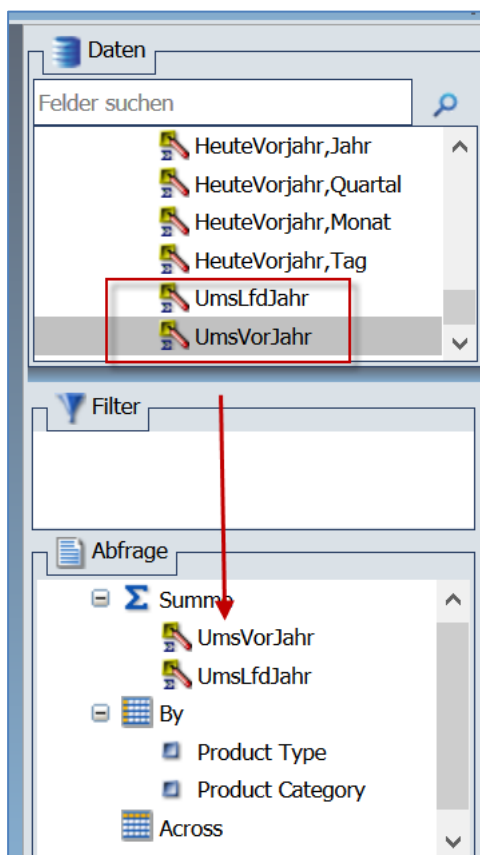 Daten
Felder suchen
HeuteVorjahr,Jahr
HeuteVorjahr,Quartal
HeuteVorjahr,Monat
HeuteVorjahr,Tag
UmsLfdJahr
UmsVorJahr
Filter
Abfrage
Summe
UmsVorJahr
UmsLfdJahr
By
Product Type
Product Category
Across